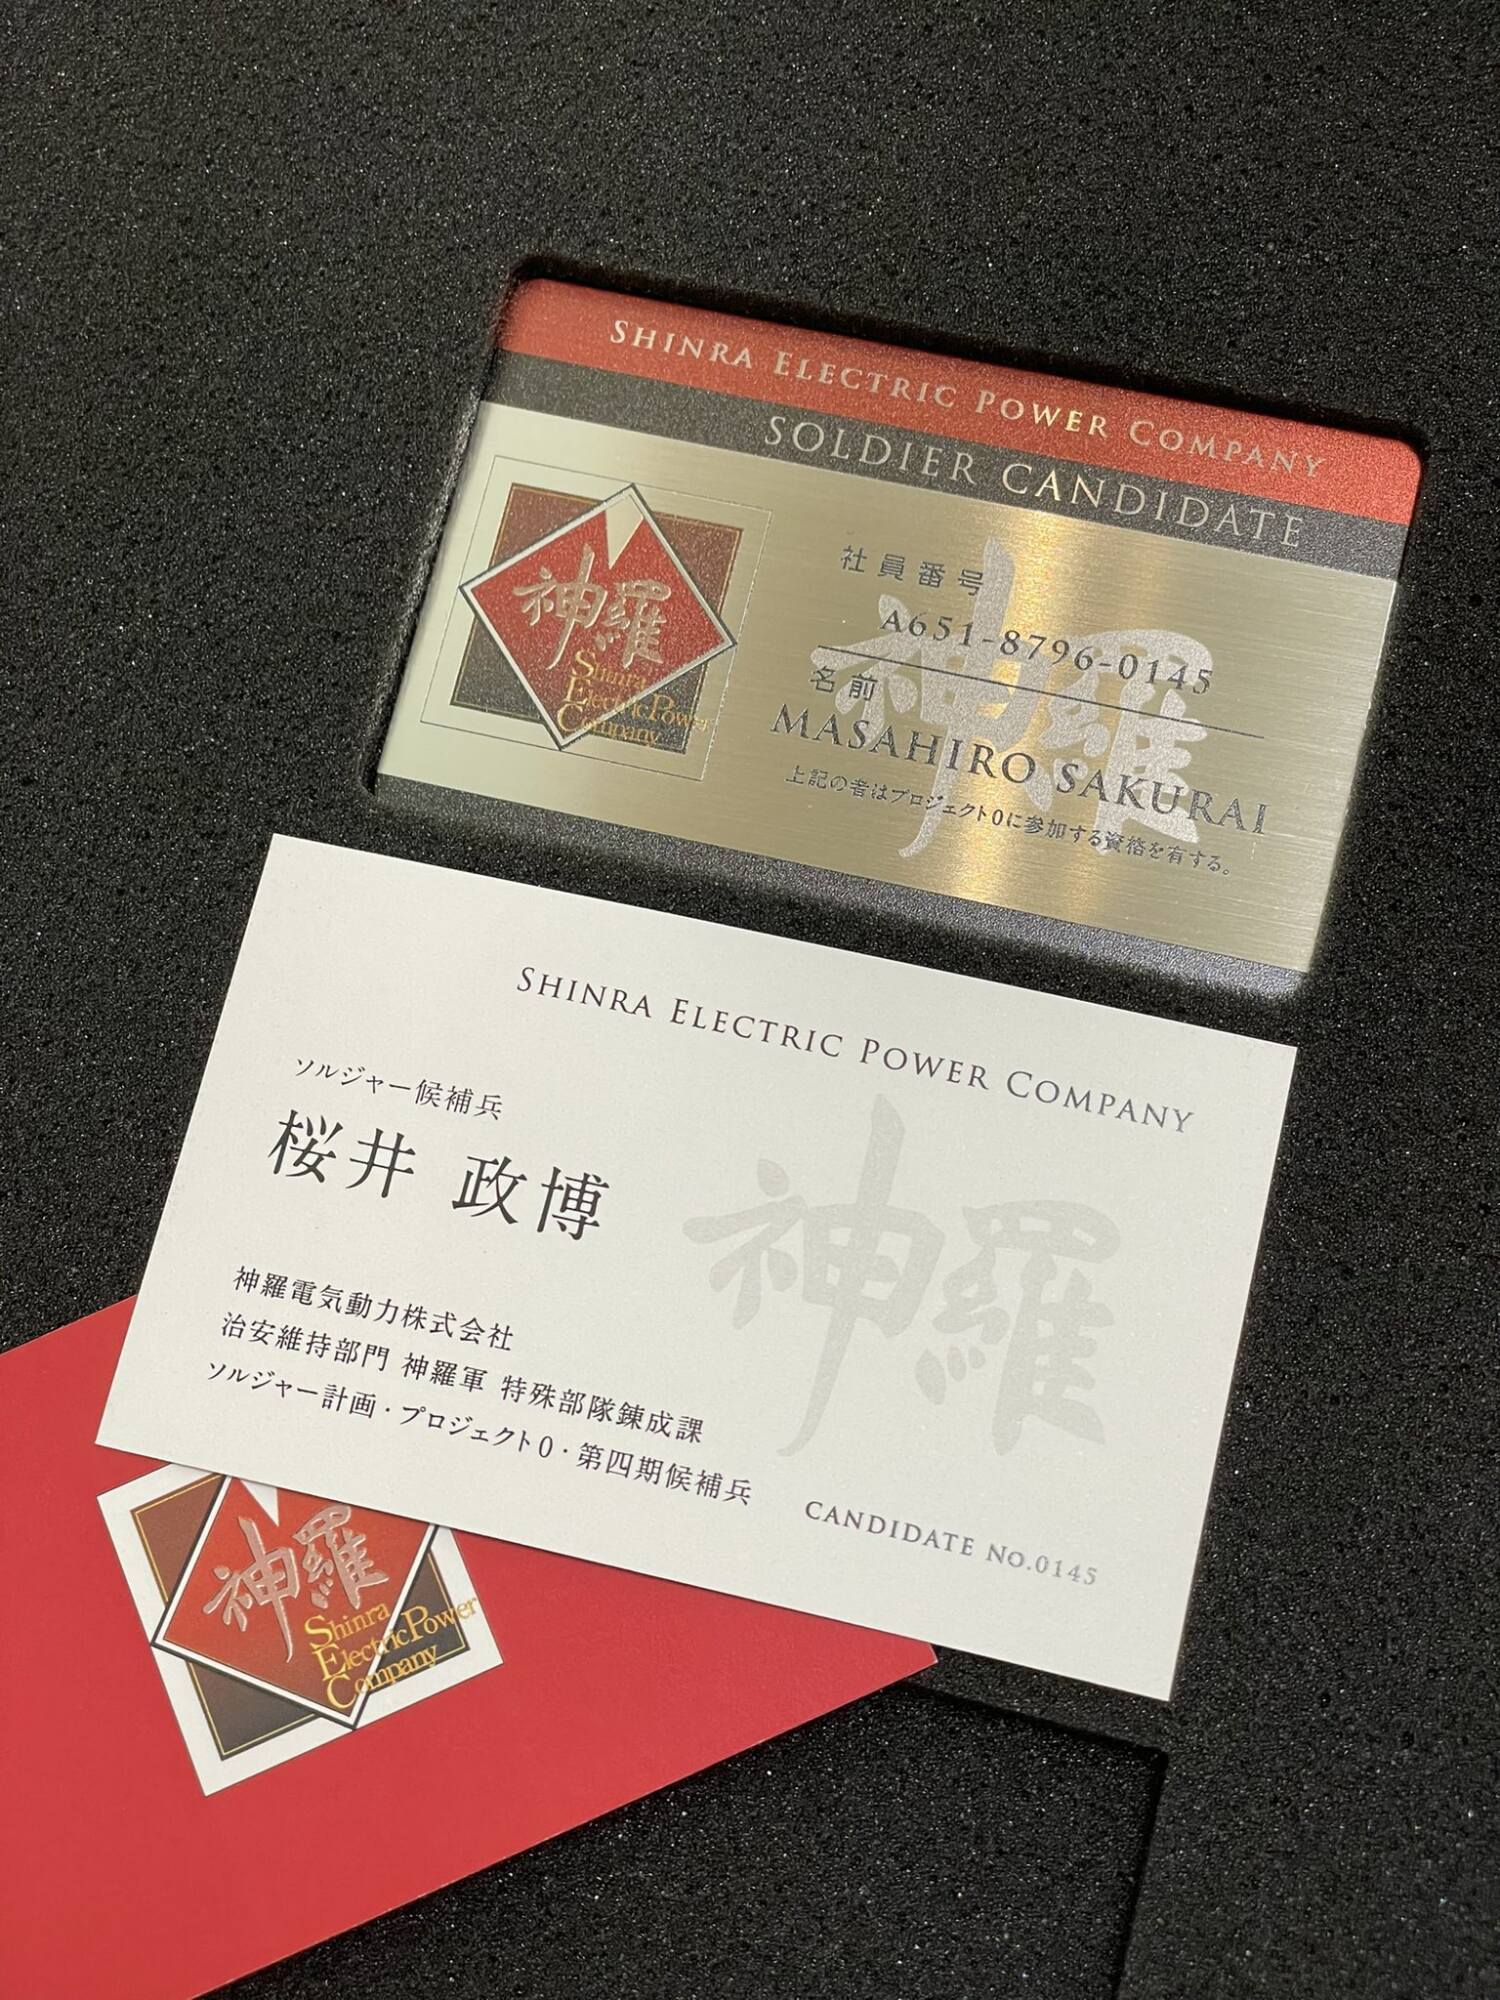 SHINRA ELECTRIC POWER COMPANY
SOLDIER CANDIDATE
神羅
Shinra
Electric Power
Company
社員番号
A651-8796-0145
名前
MASAHIRO SAKURAI
上記の者はプロジェクト0に参加する資格を有する。
神羅
SHINRA ELECTRIC POWER COMPANY
ソルジャー候補兵
桜井 政博
神羅
神羅電気動力株式会社
治安維持部門 神羅軍 特殊部隊錬成課
ソルジャー計画・プロジェクト0・第四期候補兵
CANDIDATE No.0145
神羅
Shinra
Electric Power
Company